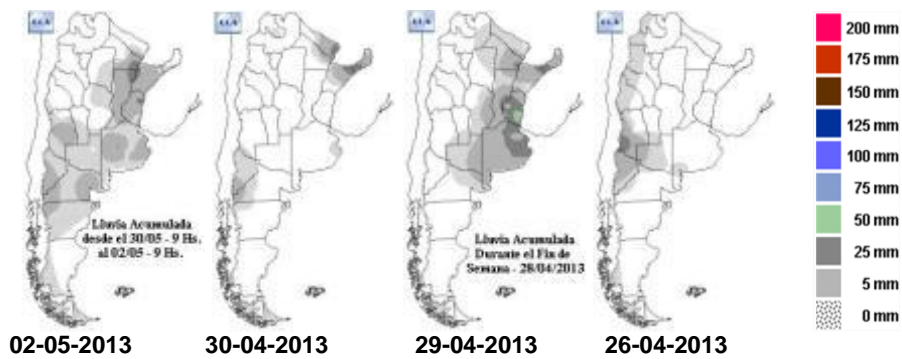 200 mm
175 mm
150 mm
125 mm
100 mm
75 mm
50 mm
25 mm
5 mm
0 mm
Lluvia Acumulada
desde el 30/05 - 9 Hs.
al 02/05 - 9 Hs.
Lluvia Acumulada
Durante el Fin de
Semana - 28/04/2013
02-05-2013
30-04-2013
29-04-2013
26-04-2013